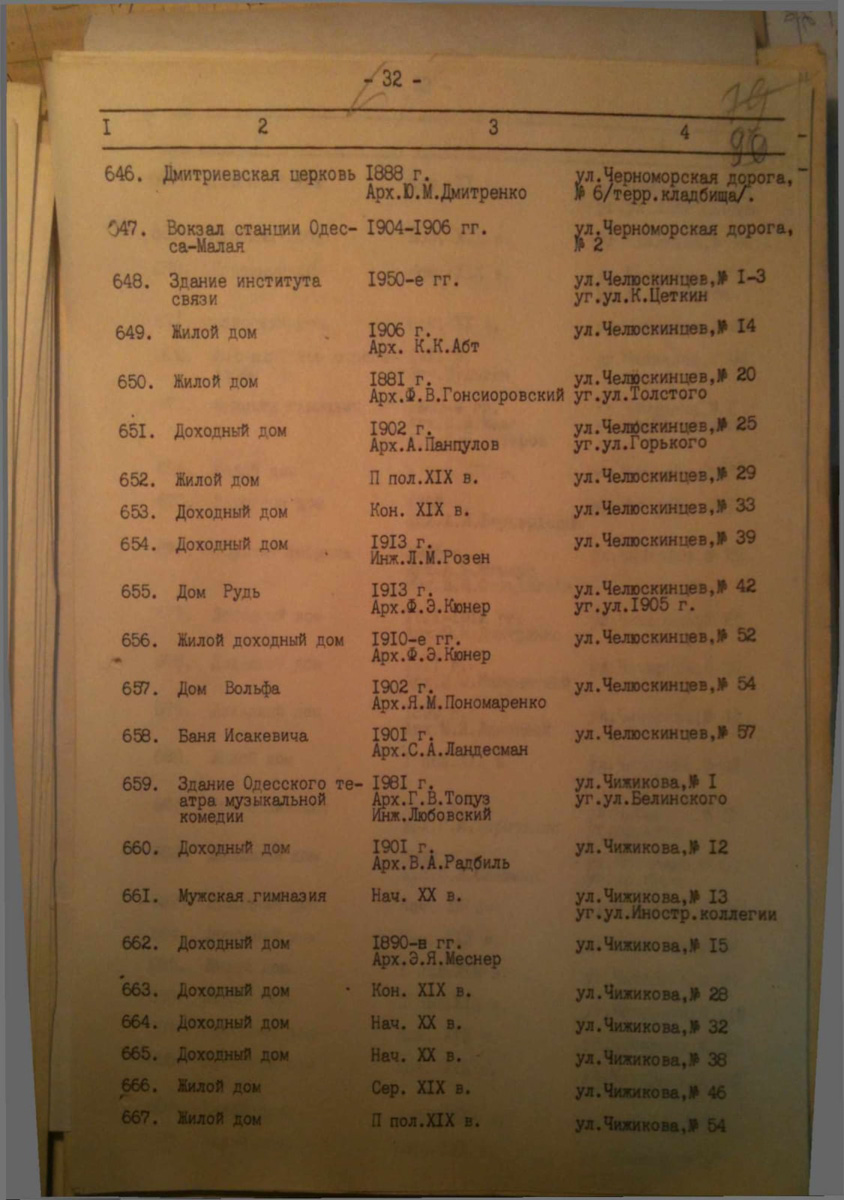 - 32 -
19
90
I 2 3 4
646. Дмитриевская церковь 1888 г. ул.Черноморская дорога,
Арх.Ю.М.Дмитренко № 6/терр.кладбища/.
647. Вокзал станции Одес- 1904-1906 гг. ул.Черноморская дорога,
са-Малая № 2
648. Здание института 1950-е гг. ул.Челюскинцев,№ 1-3
связи уг.ул.К.Цеткин
649. Жилой дом 1906 г. ул.Челюскинцев,№ 14
Арх. К.К.Абт
650. Жилой дом 1881 г. ул.Челюскинцев,№ 20
Арх.Ф.В.Гонсиоровский уг.ул.Толстого
651. Доходный дом 1902 г. ул.Челюскинцев,№ 25
Арх.А.Панпулов уг.ул.Горького
652. Жилой дом П пол.XIX в. ул.Челюскинцев,№ 29
653. Доходный дом Кон. XIX в. ул.Челюскинцев,№ 33
654. Доходный дом 1913 г. ул.Челюскинцев,№ 39
Инж.Л.М.Розен
655. Дом Рудь 1913 г. ул.Челюскинцев,№ 42
Арх.Ф.Э.Кюнер уг.ул.1905 г.
656. Жилой доходный дом 1910-е гг. ул.Челюскинцев,№ 52
Арх.Ф.Э.Кюнер
657. Дом Вольфа 1902 г. ул.Челюскинцев,№ 54
Арх.Я.М.Пономаренко
658. Баня Исакевича 1901 г. ул.Челюскинцев,№ 57
Арх.С.А.Ландесман
659. Здание Одесского те- 1981 г. ул.Чижикова,№ 1
атра музыкальной Арх.Г.В.Топуз уг.ул.Белинского
комедии Инж.Любовский
660. Доходный дом 1901 г. ул.Чижикова,№ 12
Арх.В.А.Радбиль
661. Мужская гимназия Нач. XX в. ул.Чижикова,№ 13
уг.ул.Иностр.коллегии
662. Доходный дом 1890-в гг. ул.Чижикова,№ 15
Арх.Э.Я.Меснер
663. Доходный дом Кон. XIX в. ул.Чижикова,№ 28
664. Доходный дом Нач. XX в. ул.Чижикова,№ 32
665. Доходный дом Нач. XX в. ул.Чижикова,№ 38
666. Жилой дом Сер. XIX в. ул.Чижикова,№ 46
667. Жилой дом П пол.XIX в. ул.Чижикова,№ 54